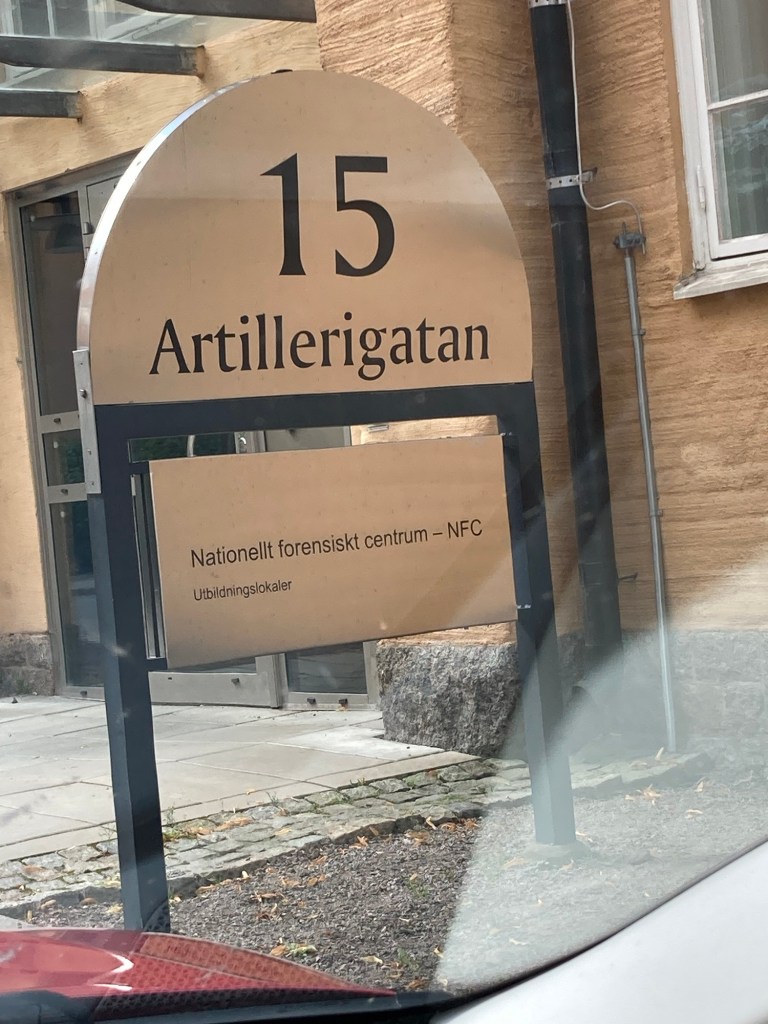 15
Artillerigatan
Nationellt forensiskt centrum – NFC
Utbildningslokaler